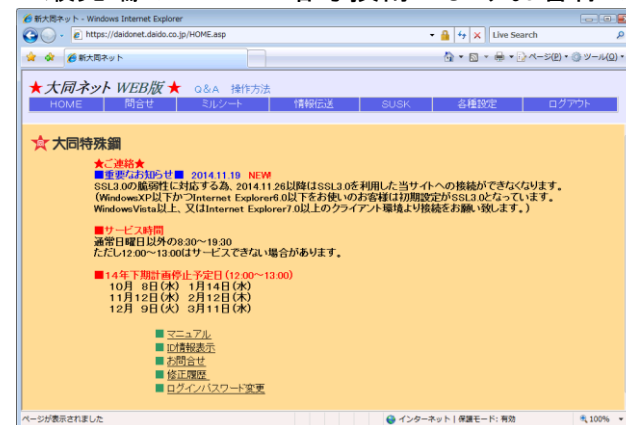 新大同ネット - Windows Internet Explorer
https://daidonet.daido.co.jp/HOME.asp
Live Search
新大同ネット
ページ(P)
ツール(O)
★大同ネット WEB版★ Q&A 操作方法
HOME 問合せ ミルシート 情報伝送 SUSK 各種設定 ログアウト
大同特殊鋼
★ご連絡★
■重要なお知らせ■ 2014.11.19 NEW!
SSL3.0の脆弱性に対応する為、2014.11.26以降はSSL3.0を利用した当サイトへの接続ができなくなります。
(WindowsXP以下かつInternet Explorer6.0以下をお使いのお客様は初期設定がSSL3.0となっています。
WindowsVista以上、又はInternet Explorer7.0以上のクライアント環境より接続をお願い致します。)
■サービス時間
通常日曜日以外の8:30～19:30
ただし12:00～13:00はサービスできない場合があります。
■14年下期計画停止予定日(12:00～13:00)
10月 8日(水) 1月14日(水)
11月12日(水) 2月12日(木)
12月 9日(火) 3月11日(水)
■ マニュアル
■ ID情報表示
■ お問合せ
■ 修正履歴
■ ログインパスワード変更
ページが表示されました
インターネット | 保護モード: 有効
100%